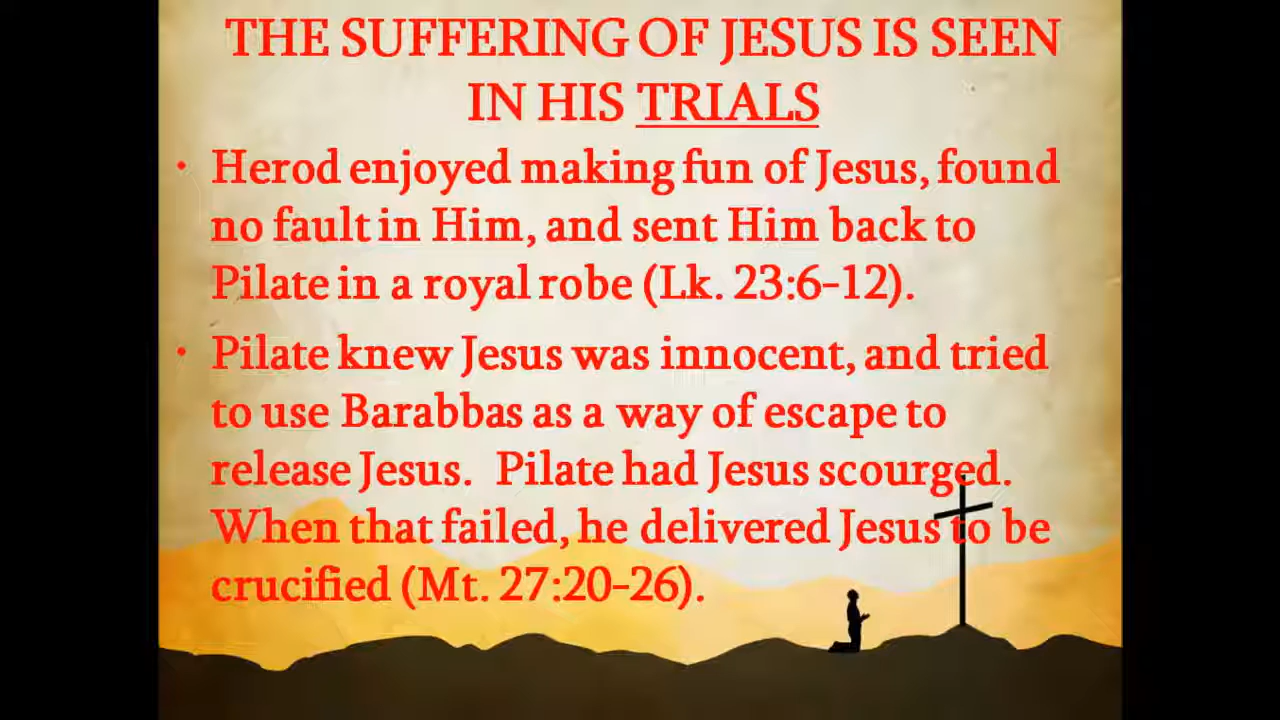 THE SUFFERING OF JESUS IS SEEN
IN HIS TRIALS
• Herod enjoyed making fun of Jesus, found
no fault in Him, and sent Him back to
Pilate in a royal robe (Lk. 23:6-12).
• Pilate knew Jesus was innocent, and tried
to use Barabbas as a way of escape to
release Jesus.  Pilate had Jesus scourged.
When that failed, he delivered Jesus to be
crucified (Mt. 27:20-26).